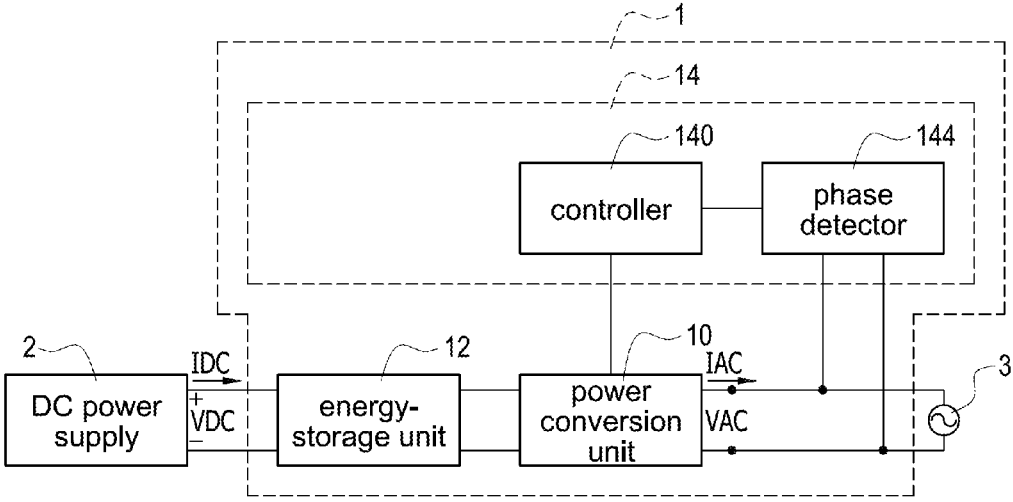 1
14
140
144
controller
phase
detector
2
IDC
12
10
IAC
3
DC power
supply
+
VDC
−
energy-
storage unit
power
conversion
unit
VAC